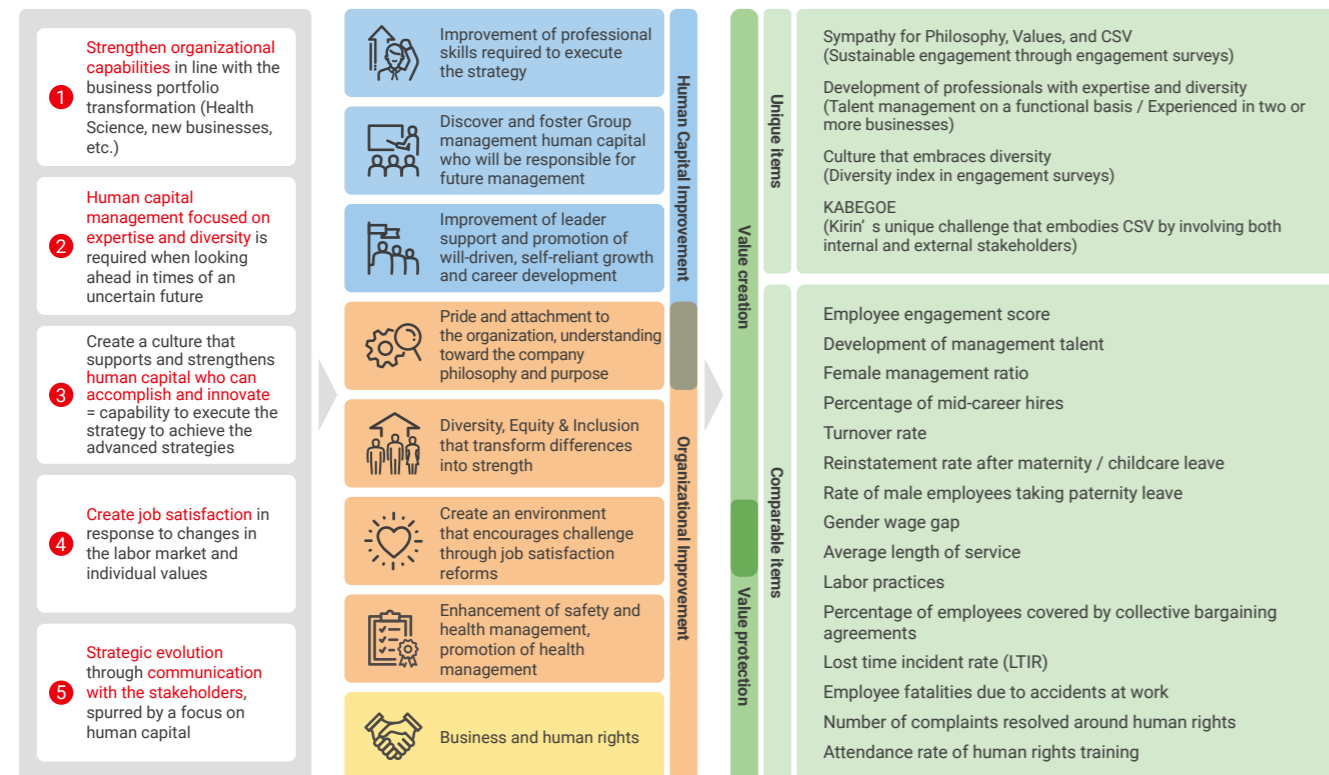 1
Strengthen organizational
capabilities in line with the
business portfolio
transformation (Health
Science, new businesses,
etc.)
2
Human capital
management focused on
expertise and diversity is
required when looking
ahead in times of an
uncertain future
3
Create a culture that
supports and strengthens
human capital who can
accomplish and innovate
= capability to execute the
strategy to achieve the
advanced strategies
4
Create job satisfaction in
response to changes in
the labor market and
individual values
5
Strategic evolution
through communication
with the stakeholders,
spurred by a focus on
human capital
Improvement of professional
skills required to execute
the strategy
Discover and foster Group
management human capital
who will be responsible for
future management
Improvement of leader
support and promotion of
will-driven, self-reliant growth
and career development
Pride and attachment to
the organization, understanding
toward the company
philosophy and purpose
Diversity, Equity & Inclusion
that transform differences
into strength
Create an environment
that encourages challenge
through job satisfaction
reforms
Enhancement of safety and
health management,
promotion of health
management
Business and human rights
Human Capital Improvement
Organizational Improvement
Value creation
Value protection
Unique items
Sympathy for Philosophy, Values, and CSV
(Sustainable engagement through engagement surveys)
Development of professionals with expertise and diversity
(Talent management on a functional basis / Experienced in two or
more businesses)
Culture that embraces diversity
(Diversity index in engagement surveys)
KABEGOE
(Kirin’ s unique challenge that embodies CSV by involving both
internal and external stakeholders)
Comparable items
Employee engagement score
Development of management talent
Female management ratio
Percentage of mid-career hires
Turnover rate
Reinstatement rate after maternity / childcare leave
Rate of male employees taking paternity leave
Gender wage gap
Average length of service
Labor practices
Percentage of employees covered by collective bargaining
agreements
Lost time incident rate (LTIR)
Employee fatalities due to accidents at work
Number of complaints resolved around human rights
Attendance rate of human rights training